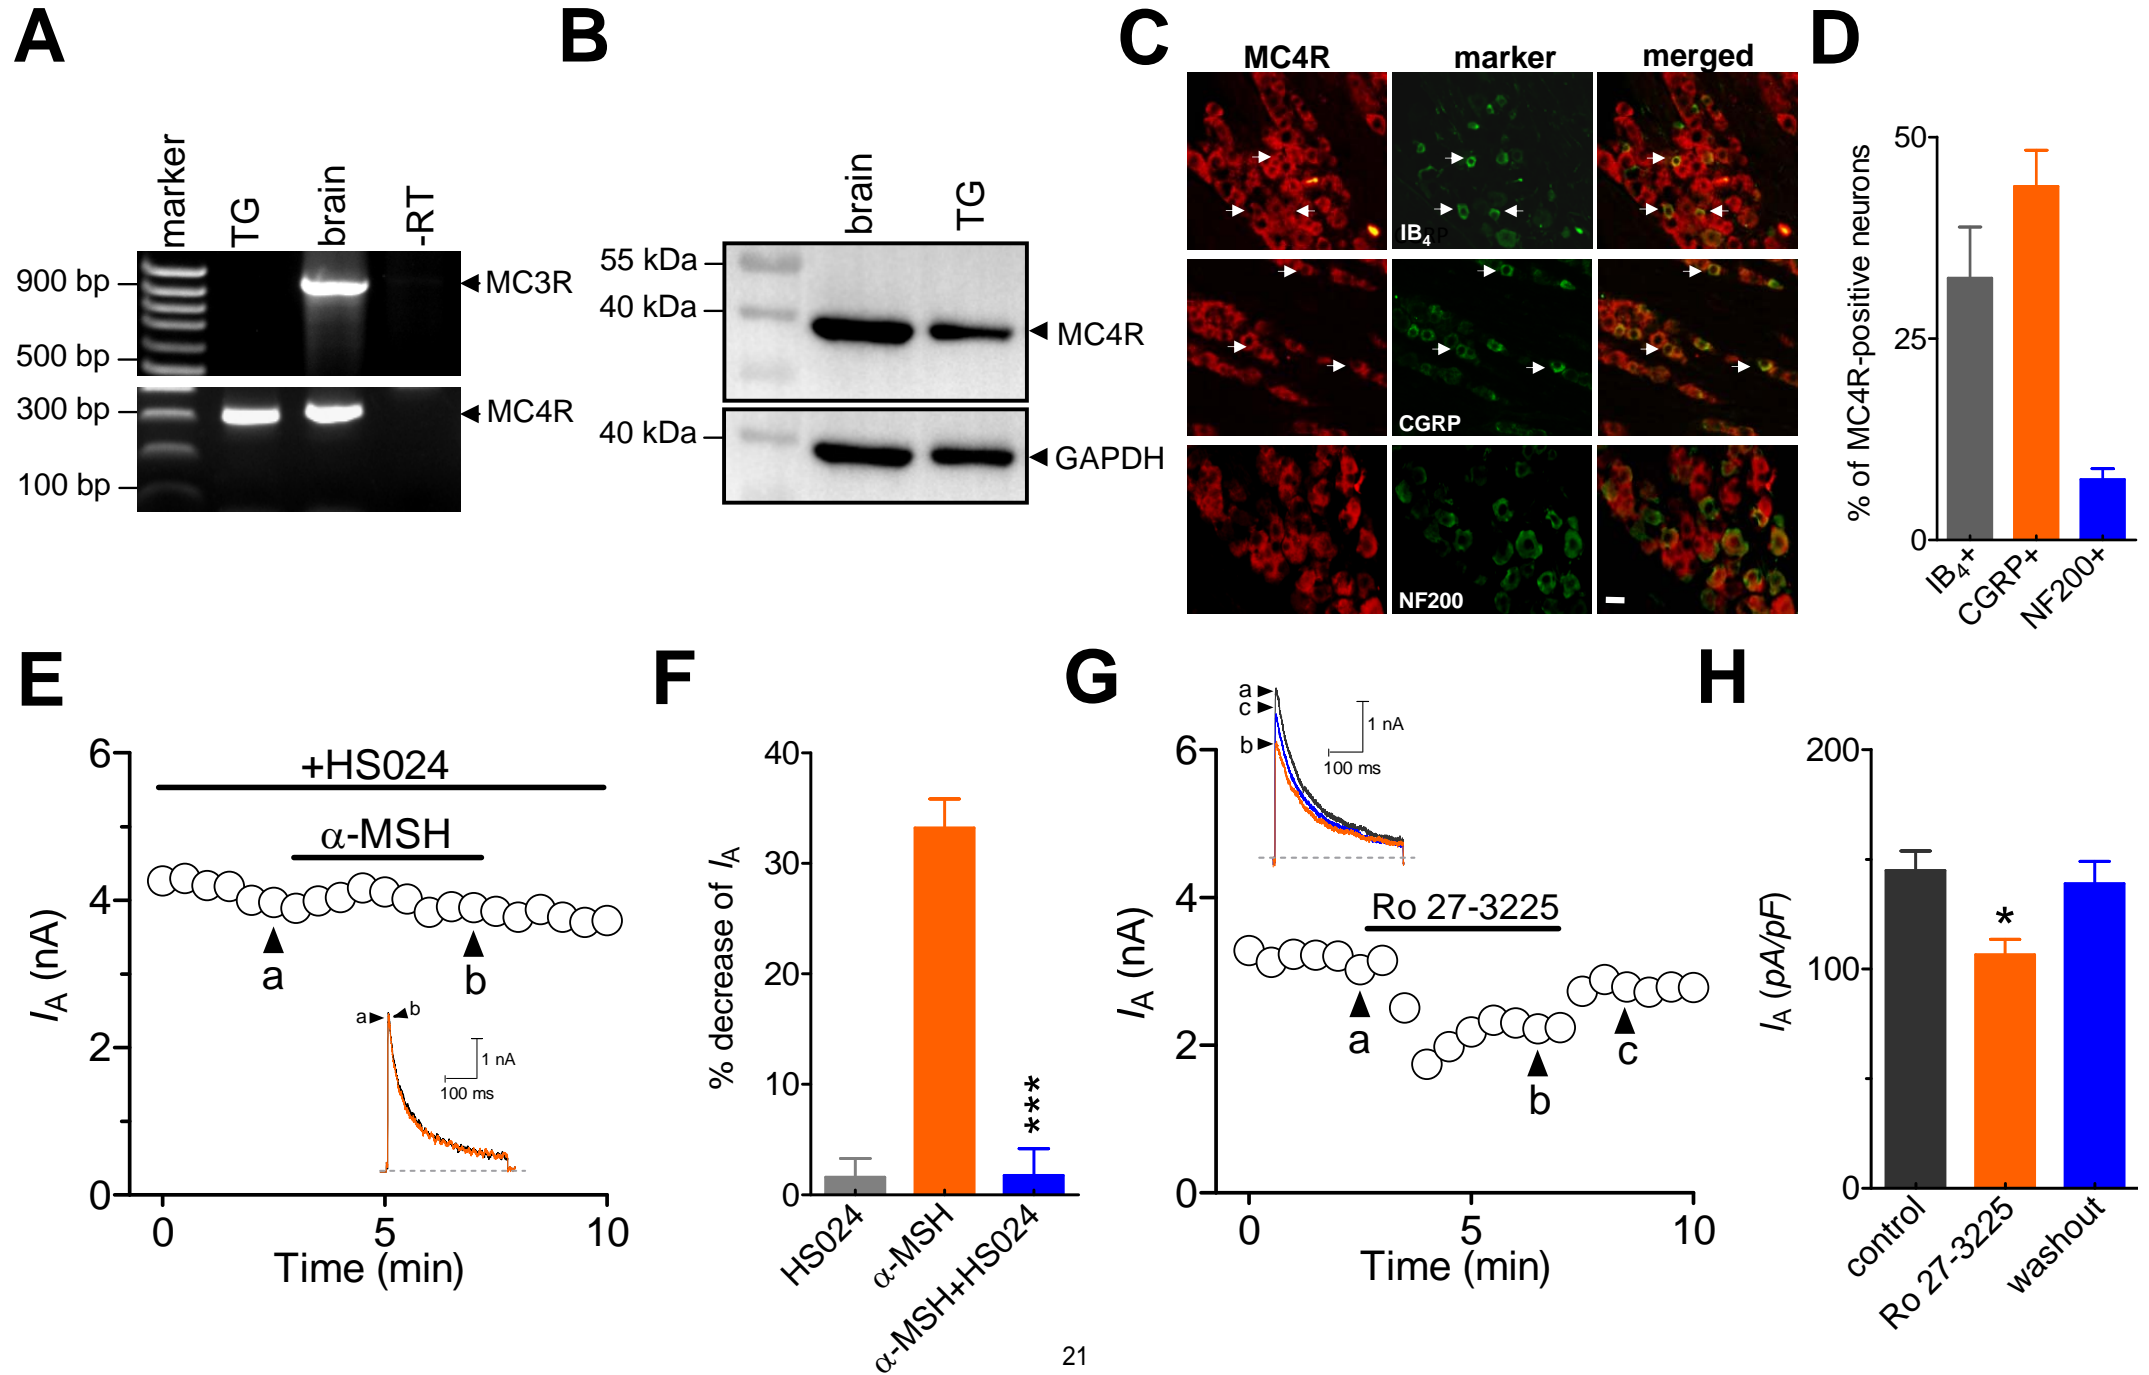 A
marker
TG
brain
-RT
900 bp
MC3R
500 bp
300 bp
MC4R
100 bp
B
brain
TG
55 kDa
40 kDa
MC4R
40 kDa
GAPDH
C
MC4R
marker
merged
IB4
CGRP
NF200
D
% of MC4R-positive neurons
50
25
0
IB4+
CGRP+
NF200+
E
IA (nA)
6
4
2
0
+HS024
α-MSH
a
b
a
b
1 nA
100 ms
0
5
10
Time (min)
F
% decrease of IA
40
30
20
10
0
***
HS024
α-MSH
α-MSH+HS024
G
a
c
b
1 nA
100 ms
IA (nA)
6
4
2
0
Ro 27-3225
a
b
c
0
5
10
Time (min)
H
IA (pA/pF)
200
100
0
*
control
Ro 27-3225
washout
21